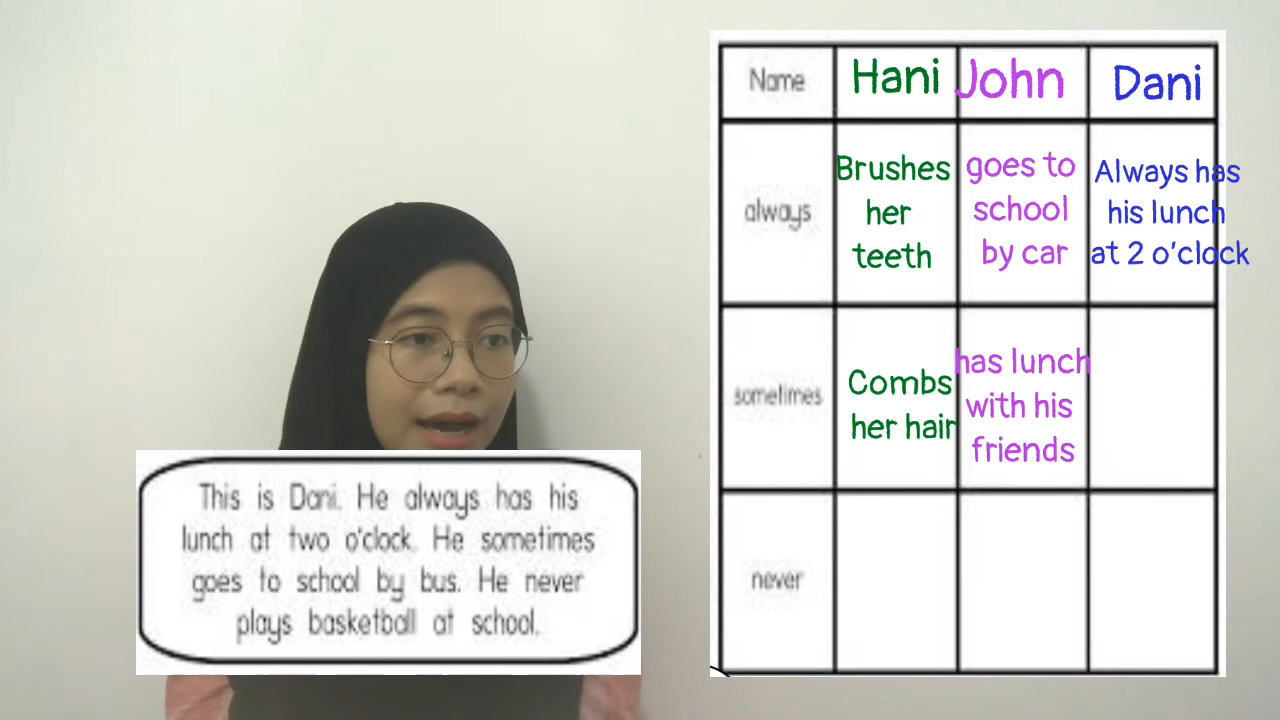 This is Dani. He always has his
lunch at two o'clock. He sometimes
goes to school by bus. He never
plays basketball at school.
Name
Hani
John
Dani
always
Brushes
her
teeth
goes to
school
by car
Always has
his lunch
at 2 o'clock
sometimes
Combs
her hair
has lunch
with his
friends
never